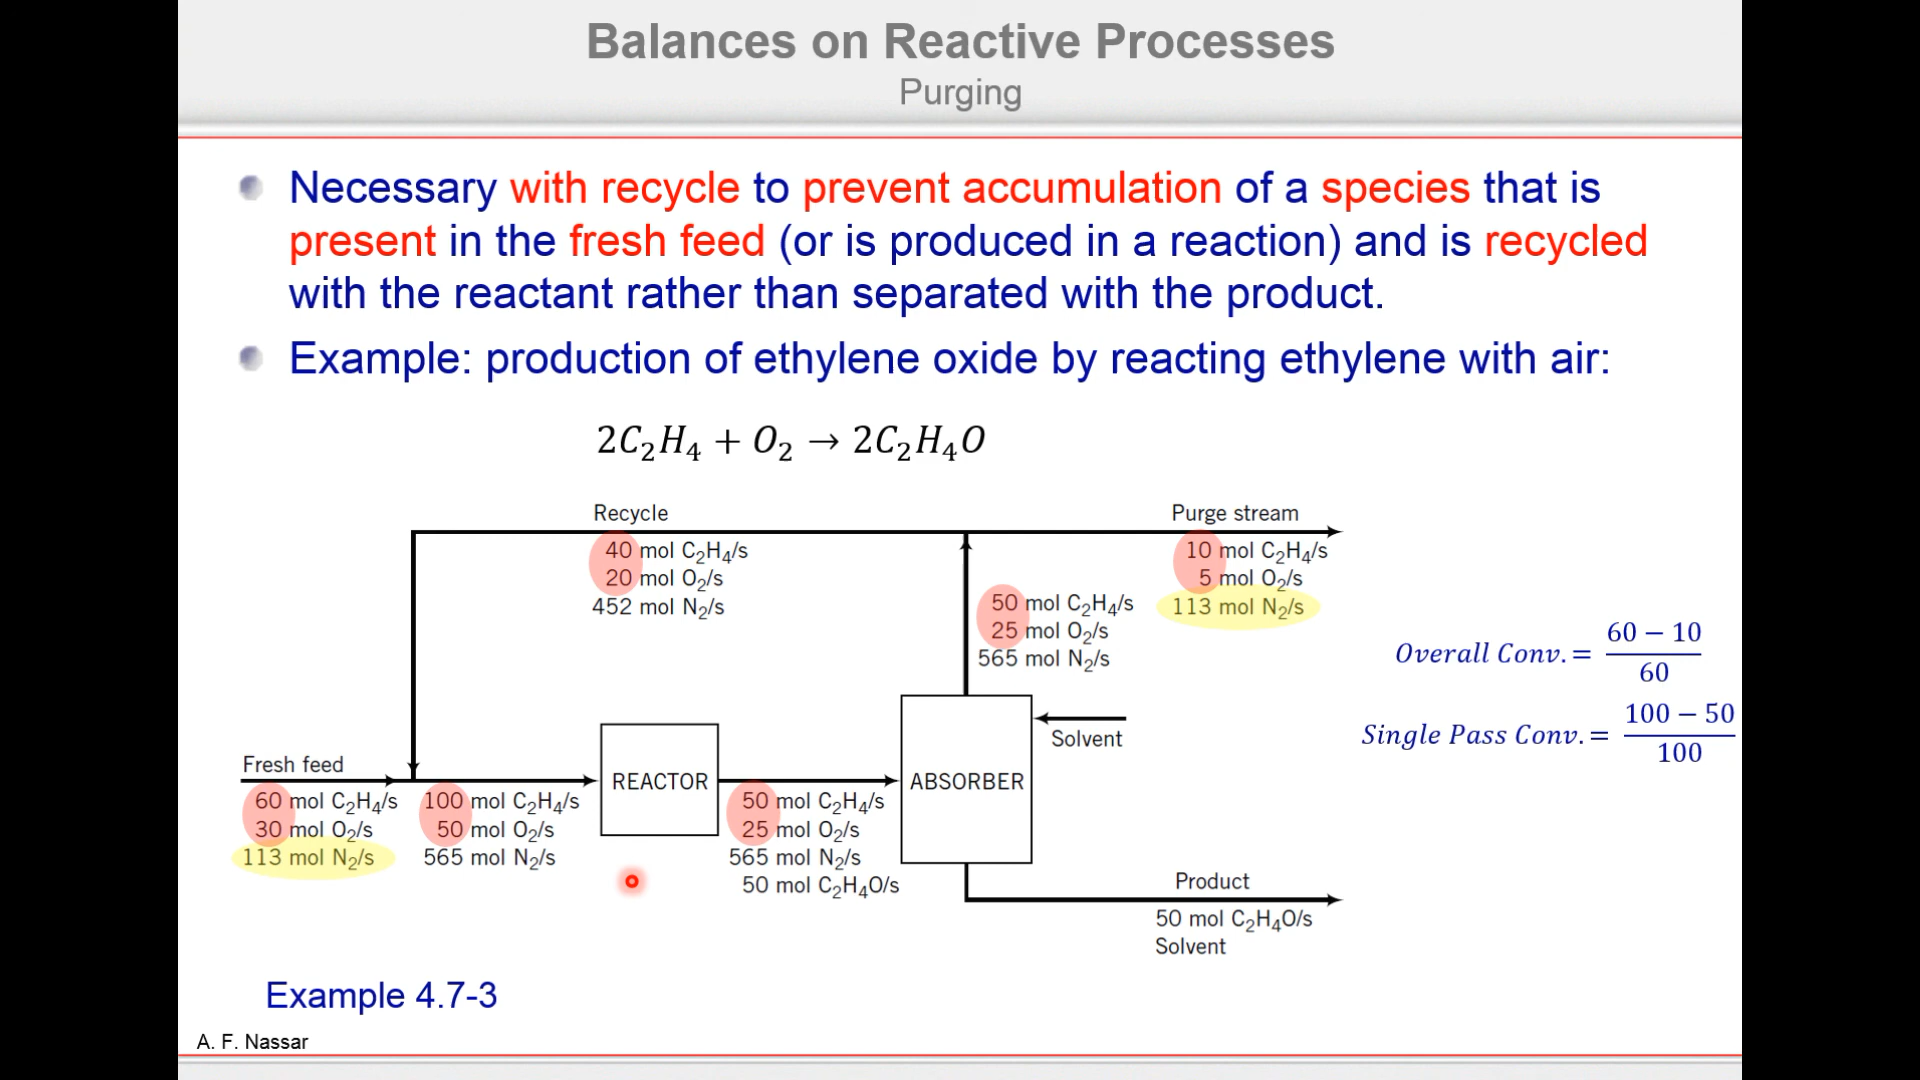 Balances on Reactive Processes
Purging
Necessary with recycle to prevent accumulation of a species that is
present in the fresh feed (or is produced in a reaction) and is recycled
with the reactant rather than separated with the product.
Example: production of ethylene oxide by reacting ethylene with air:
2C₂H₄ + O₂ → 2C₂H₄O
Recycle
40 mol C₂H₄/s
20 mol O₂/s
452 mol N₂/s
Purge stream
10 mol C₂H₄/s
5 mol O₂/s
113 mol N₂/s
50 mol C₂H₄/s
25 mol O₂/s
565 mol N₂/s
Overall Conv. = (60 − 10)/60
Single Pass Conv. = (100 − 50)/100
Solvent
Fresh feed
60 mol C₂H₄/s
30 mol O₂/s
113 mol N₂/s
100 mol C₂H₄/s
50 mol O₂/s
565 mol N₂/s
REACTOR
50 mol C₂H₄/s
25 mol O₂/s
565 mol N₂/s
50 mol C₂H₄O/s
ABSORBER
Product
50 mol C₂H₄O/s
Solvent
Example 4.7-3
A. F. Nassar